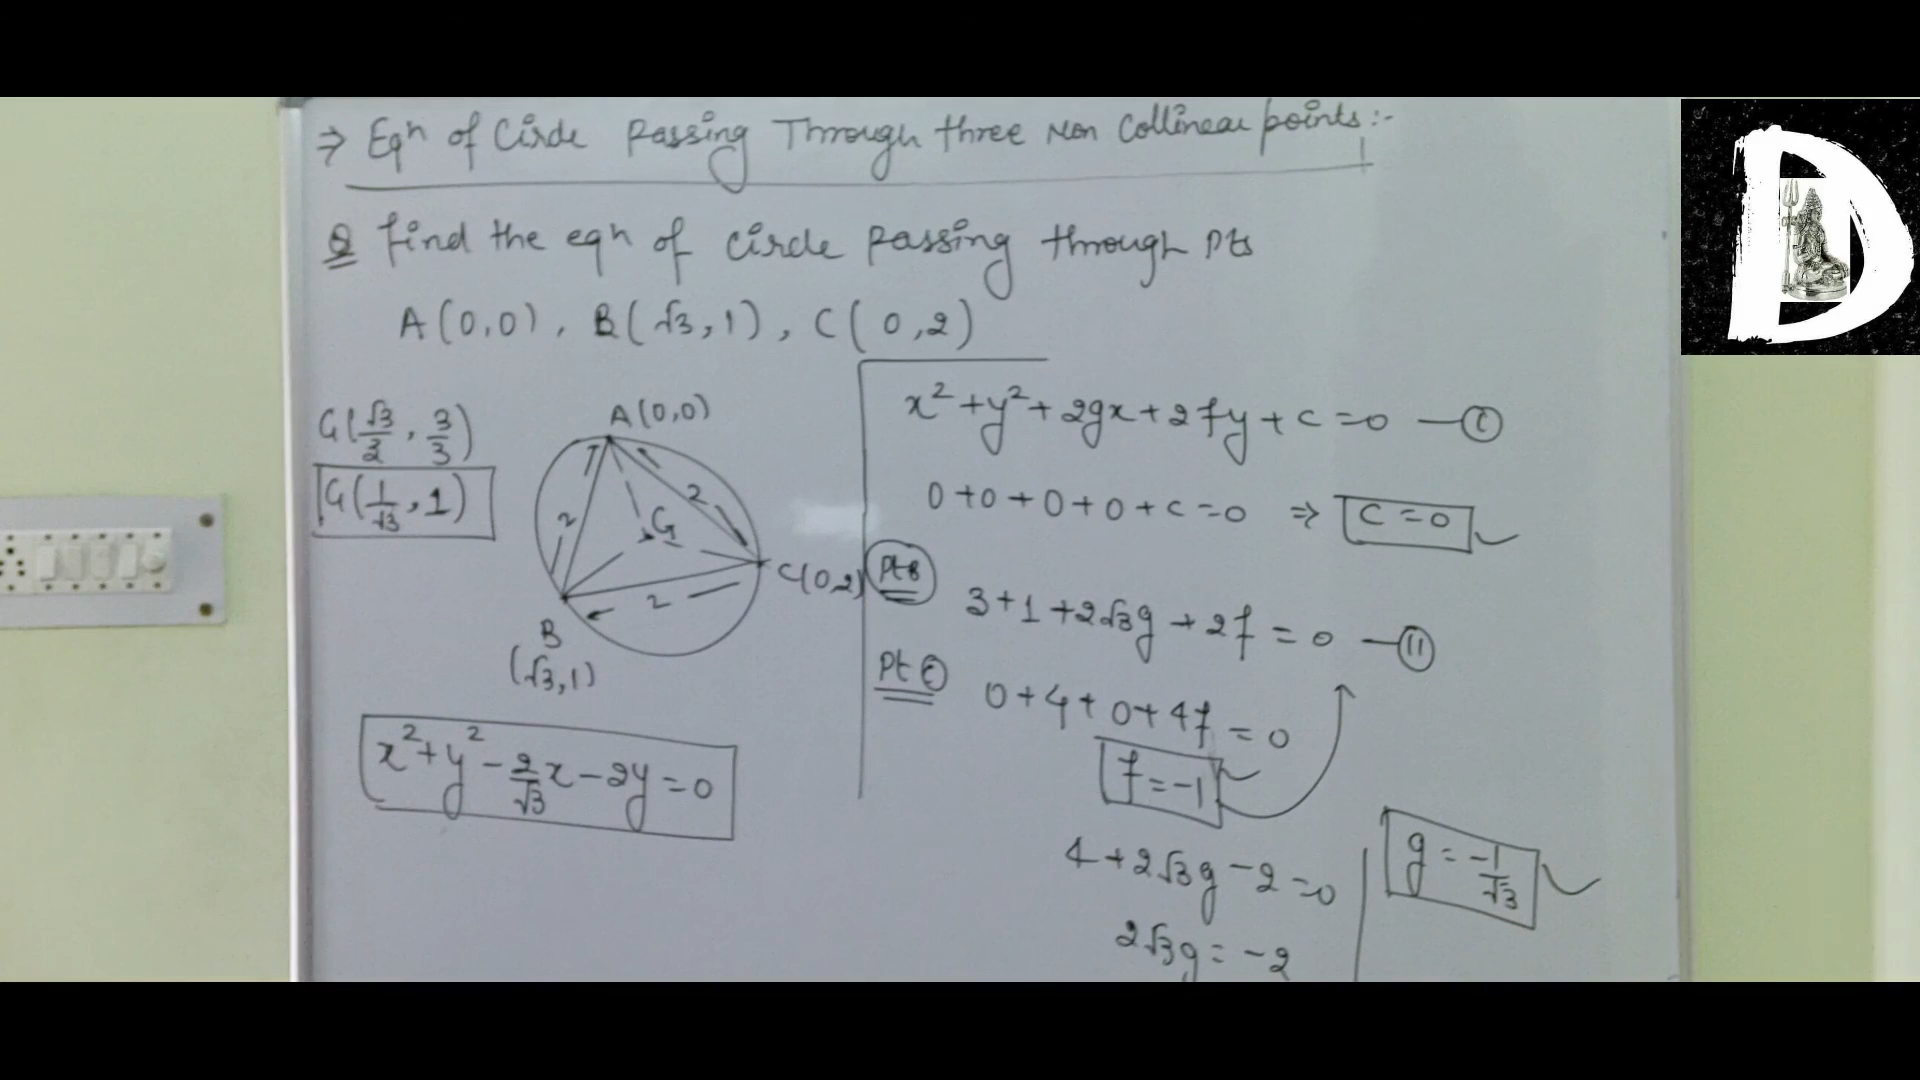 ⇒ Eqn of Circle Passing Through three Non Collinear points:-
Q find the eqn of circle passing through Pts
A(0,0), B(√3,1), C(0,2)
G(√3/3, 3/3)
G(1/√3, 1)
A(0,0)
2
2
G
C(0,2)
2
B
(√3,1)
x²+y²-2/√3x-2y=0
x²+y²+2gx+2fy+c=0 —(I)
0+0+0+0+c=0 ⇒ c=0
Pt B
3+1+2√3g+2f=0 —(II)
Pt C
0+4+0+4f=0
f=-1
4+2√3g-2=0
2√3g=-2
g=-1/√3
D